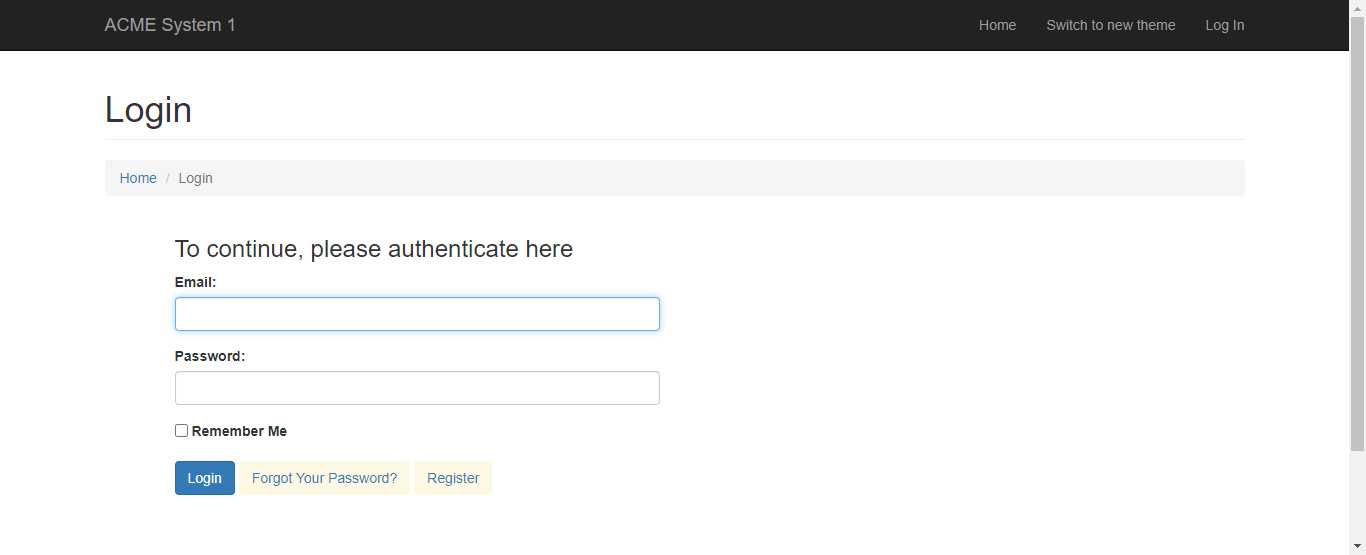 ACME System 1 Home Switch to new theme Log In
Login
Home / Login
To continue, please authenticate here
Email:
Password:
Remember Me
Login Forgot Your Password? Register